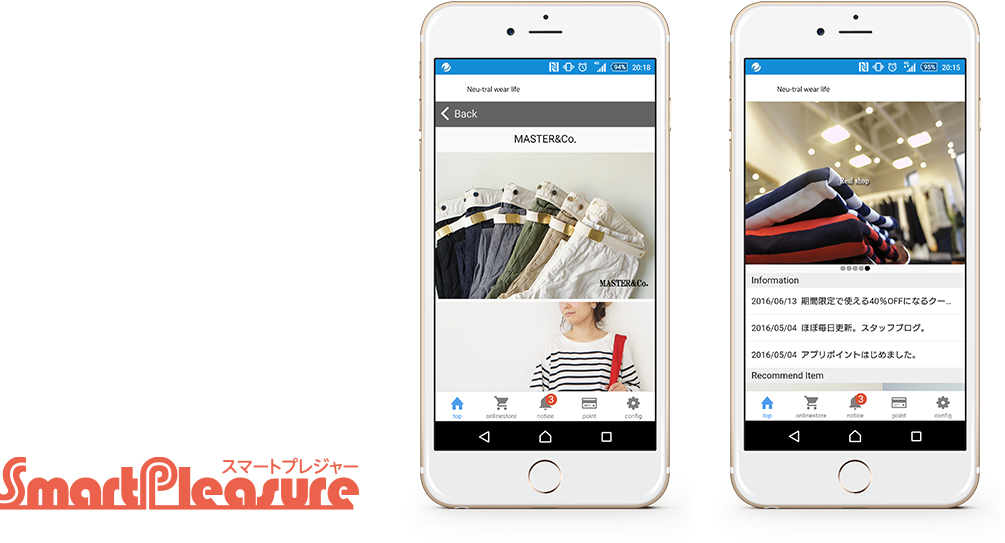 20:18
94%
4G
Neu-tral wear life
Back
MASTER&Co.
MASTER&Co.
top
onlinestore
3
notice
point
config
20:15
95%
4G
Neu-tral wear life
Real shop
Information
2016/06/13 期間限定で使える40%OFFになるクー...
2016/05/04 ほぼ毎日更新。スタッフブログ。
2016/05/04 アプリポイントはじめました。
Recommend Item
top
onlinestore
3
notice
point
config
スマートプレジャー
SmartPleasure